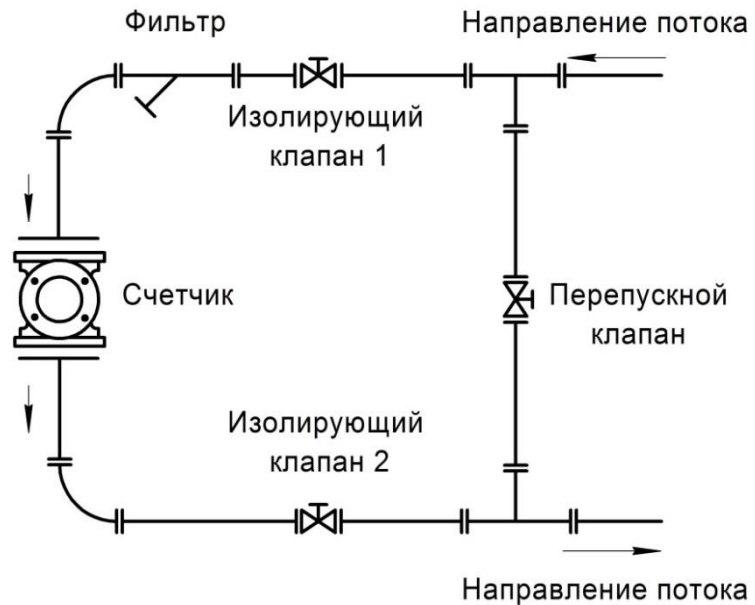 Фильтр
Направление потока
Изолирующий
клапан 1
Счетчик
Перепускной
клапан
Изолирующий
клапан 2
Направление потока